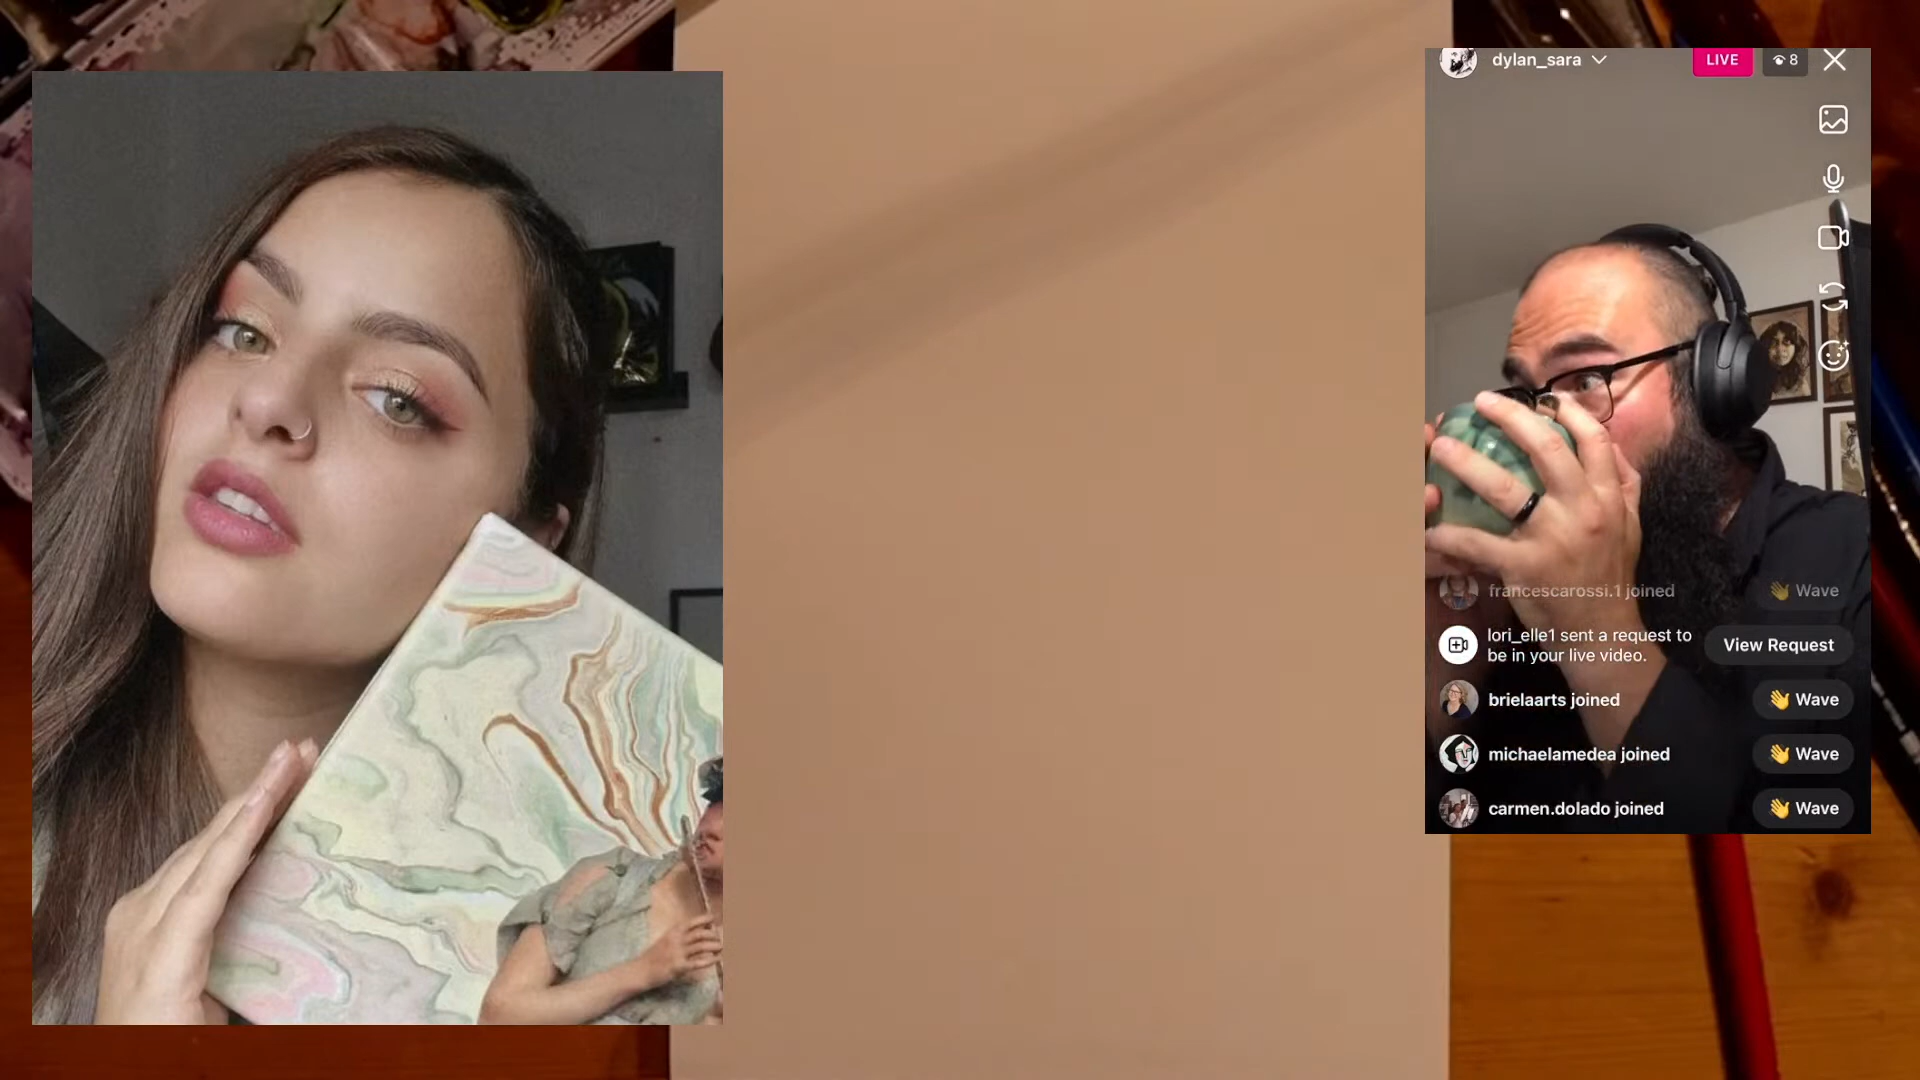 dylan_sara
LIVE
8
francescarossi.1 joined
Wave
lori_elle1 sent a request to
be in your live video.
View Request
brielaarts joined
Wave
michaelamedea joined
Wave
carmen.dolado joined
Wave